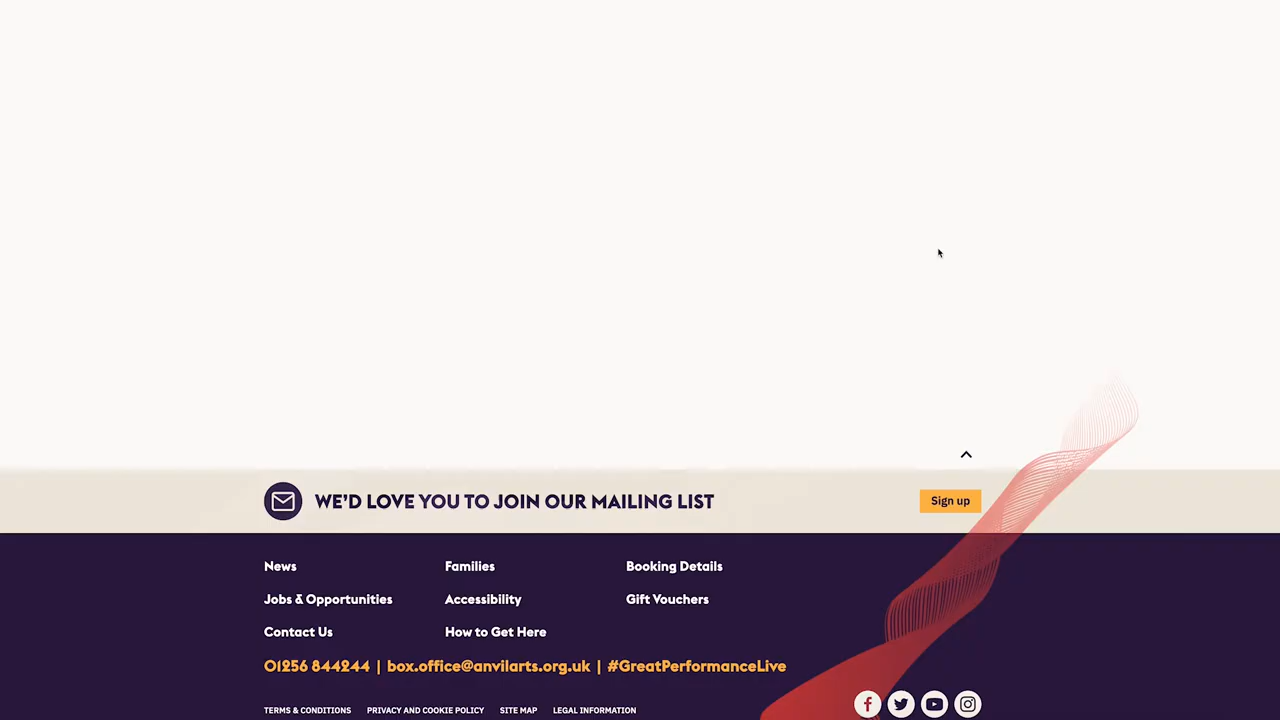 WE'D LOVE YOU TO JOIN OUR MAILING LIST
Sign up
News
Families
Booking Details
Jobs & Opportunities
Accessibility
Gift Vouchers
Contact Us
How to Get Here
01256 844244 | box.office@anvilarts.org.uk | #GreatPerformanceLive
TERMS & CONDITIONS
PRIVACY AND COOKIE POLICY
SITE MAP
LEGAL INFORMATION